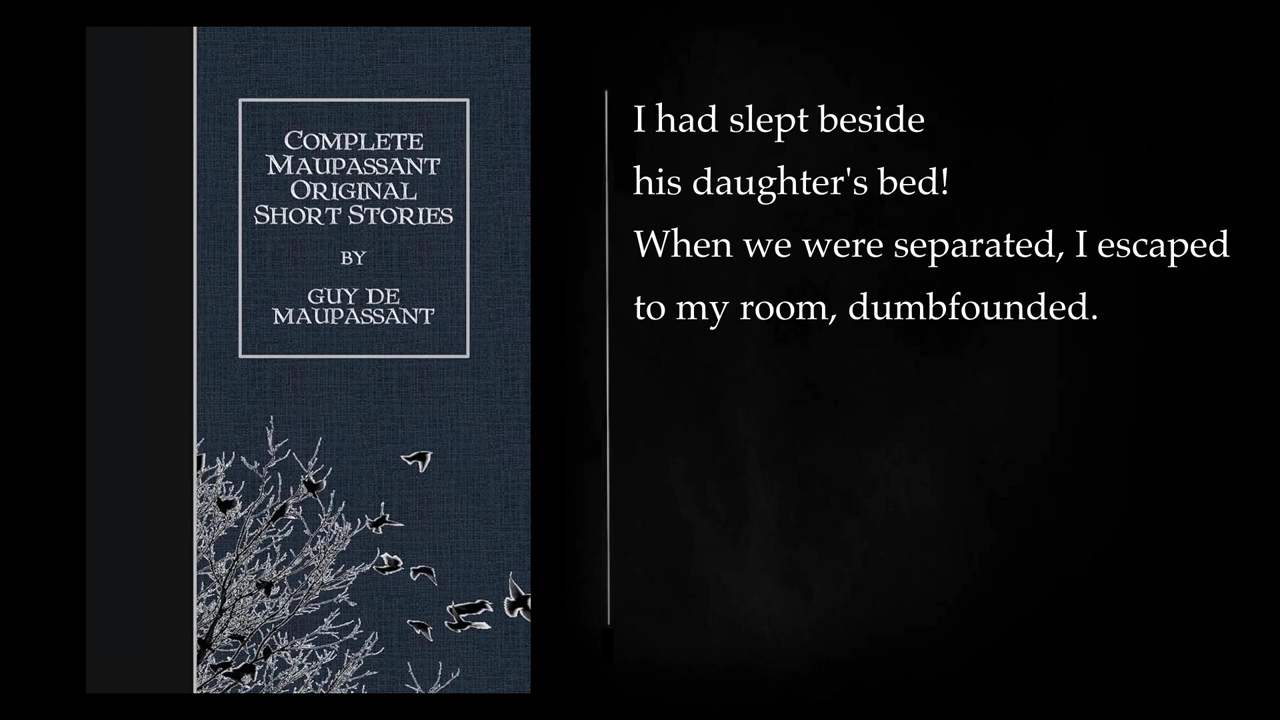 COMPLETE
MAUPASSANT
ORIGINAL
SHORT STORIES
BY
GUY DE
MAUPASSANT
I had slept beside
his daughter's bed!
When we were separated, I escaped
to my room, dumbfounded.